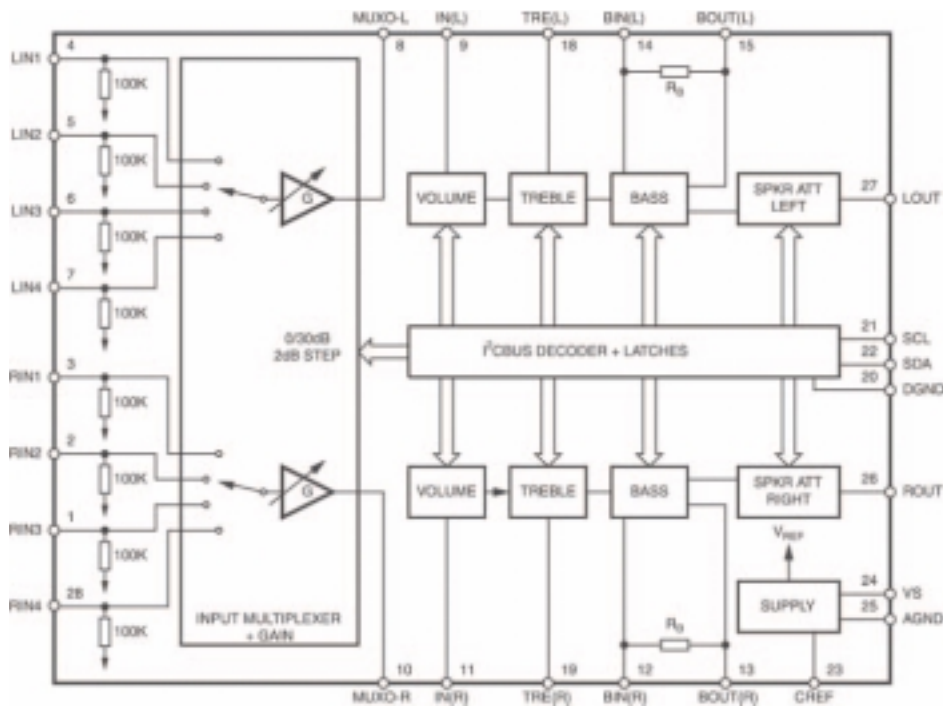 MUXO-L IN(L) TRE(L) BIN(L) BOUT(L)
4 8 9 18 14 15
LIN1
100K
R_B
5
LIN2
100K
G
VOLUME TREBLE BASS SPKR ATT LEFT 27 LOUT
6
LIN3
100K
7
LIN4
100K
0/30dB
2dB STEP
I²CBUS DECODER + LATCHES
21 SCL
22 SDA
20 DGND
3
RIN1
100K
2
RIN2
100K
G
VOLUME TREBLE BASS SPKR ATT RIGHT 26 ROUT
1
RIN3
100K
V_REF
28
RIN4
100K
INPUT MULTIPLEXER
+ GAIN
R_B
SUPPLY
24 VS
25 AGND
10 11 19 12 13 23
MUXO-R IN(R) TRE(R) BIN(R) BOUT(R) CREF